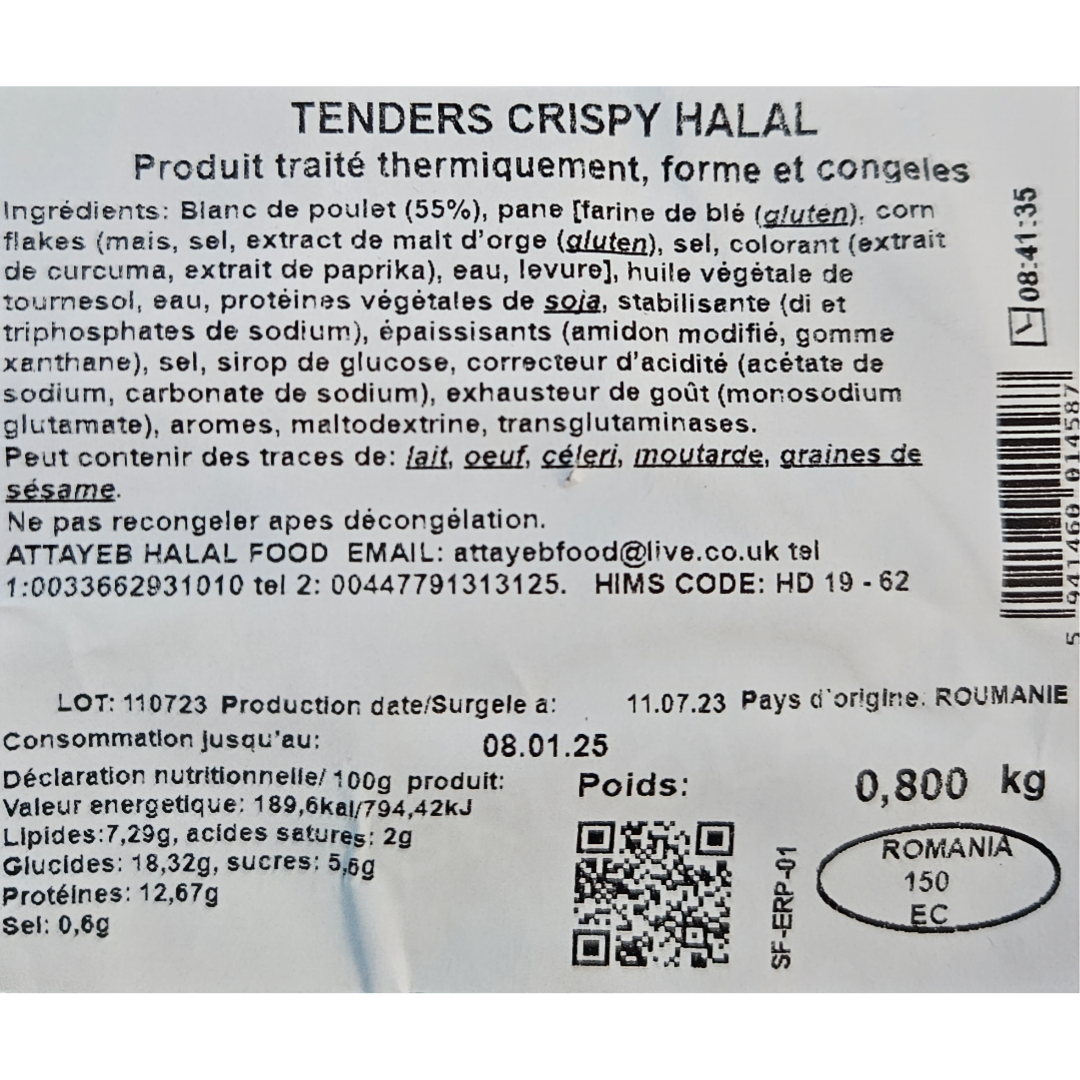 TENDERS CRISPY HALAL
Produit traité thermiquement, forme et congeles
Ingrédients: Blanc de poulet (55%), pane [farine de blé (gluten), corn
flakes (mais, sel, extract de malt d'orge (gluten), sel, colorant (extrait
de curcuma, extrait de paprika), eau, levure], huile végétale de
tournesol, eau, protéines végétales de soja, stabilisante (di et
triphosphates de sodium), épaississants (amidon modifié, gomme
xanthane), sel, sirop de glucose, correcteur d'acidité (acétate de
sodium, carbonate de sodium), exhausteur de goût (monosodium
glutamate), aromes, maltodextrine, transglutaminases.
Peut contenir des traces de: lait, oeuf, céleri, moutarde, graines de
sésame.
Ne pas recongeler apes décongélation.
ATTAYEB HALAL FOOD EMAIL: attayebfood@live.co.uk tel
1:0033662931010 tel 2: 00447791313125. HIMS CODE: HD 19 - 62
08:41:35
5 941460 014587
LOT: 110723 Production date/Surgele a: 11.07.23 Pays d'origine. ROUMANIE
Consommation jusqu'au: 08.01.25
Déclaration nutritionnelle/ 100g produit:
Valeur energetique: 189,6kal/794,42kJ
Lipides:7,29g, acides satures: 2g
Glucides: 18,32g, sucres: 5,6g
Protéines: 12,67g
Sel: 0,6g
Poids: 0,800 kg
SF-ERP-01
ROMANIA
150
EC